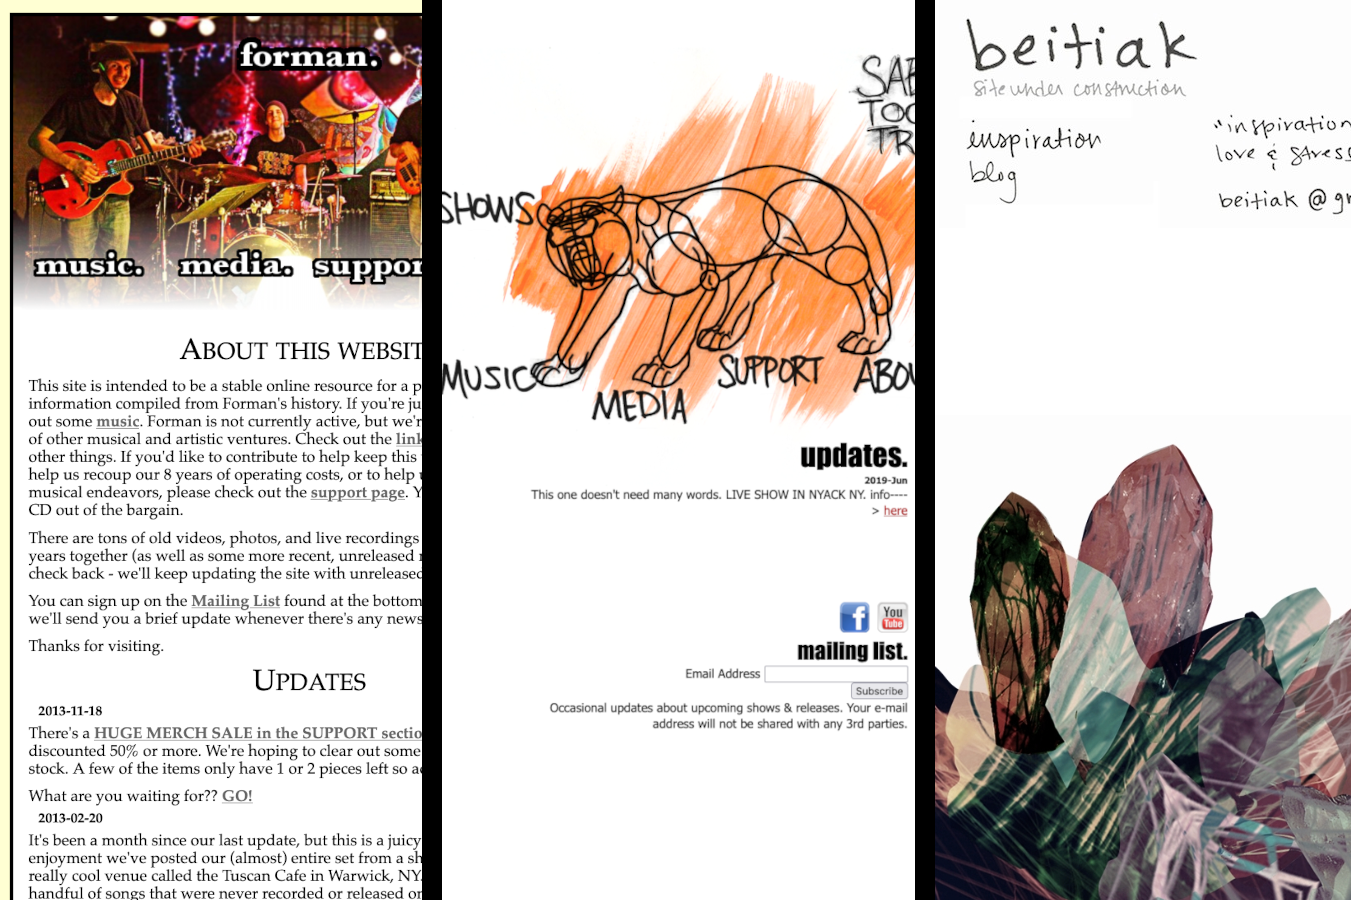 forman.
music. media. suppor
ABOUT THIS WEBSIT
This site is intended to be a stable online resource for a p
information compiled from Forman's history. If you're ju
out some music. Forman is not currently active, but we'r
of other musical and artistic ventures. Check out the link
other things. If you'd like to contribute to help keep this
help us recoup our 8 years of operating costs, or to help
musical endeavors, please check out the support page. Y
CD out of the bargain.
There are tons of old videos, photos, and live recordings
years together (as well as some more recent, unreleased
check back - we'll keep updating the site with unreleased
You can sign up on the Mailing List found at the bottom
we'll send you a brief update whenever there's any news
Thanks for visiting.
UPDATES
2013-11-18
There's a HUGE MERCH SALE in the SUPPORT sectio
discounted 50% or more. We're hoping to clear out some
stock. A few of the items only have 1 or 2 pieces left so a
What are you waiting for?? GO!
2013-02-20
It's been a month since our last update, but this is a juicy
enjoyment we've posted our (almost) entire set from a sh
really cool venue called the Tuscan Cafe in Warwick, NY.
handful of songs that were never recorded or released o
SAB
TOO
TR
SHOWS
MUSIC
MEDIA
SUPPORT
ABOU
updates.
2019-Jun
This one doesn't need many words. LIVE SHOW IN NYACK NY. info----
> here
You
Tube
mailing list.
Email Address
Subscribe
Occasional updates about upcoming shows & releases. Your e-mail
address will not be shared with any 3rd parties.
beitiak
Site under construction
inspiration
blog
"inspiration
love & stress
beitiak @ g